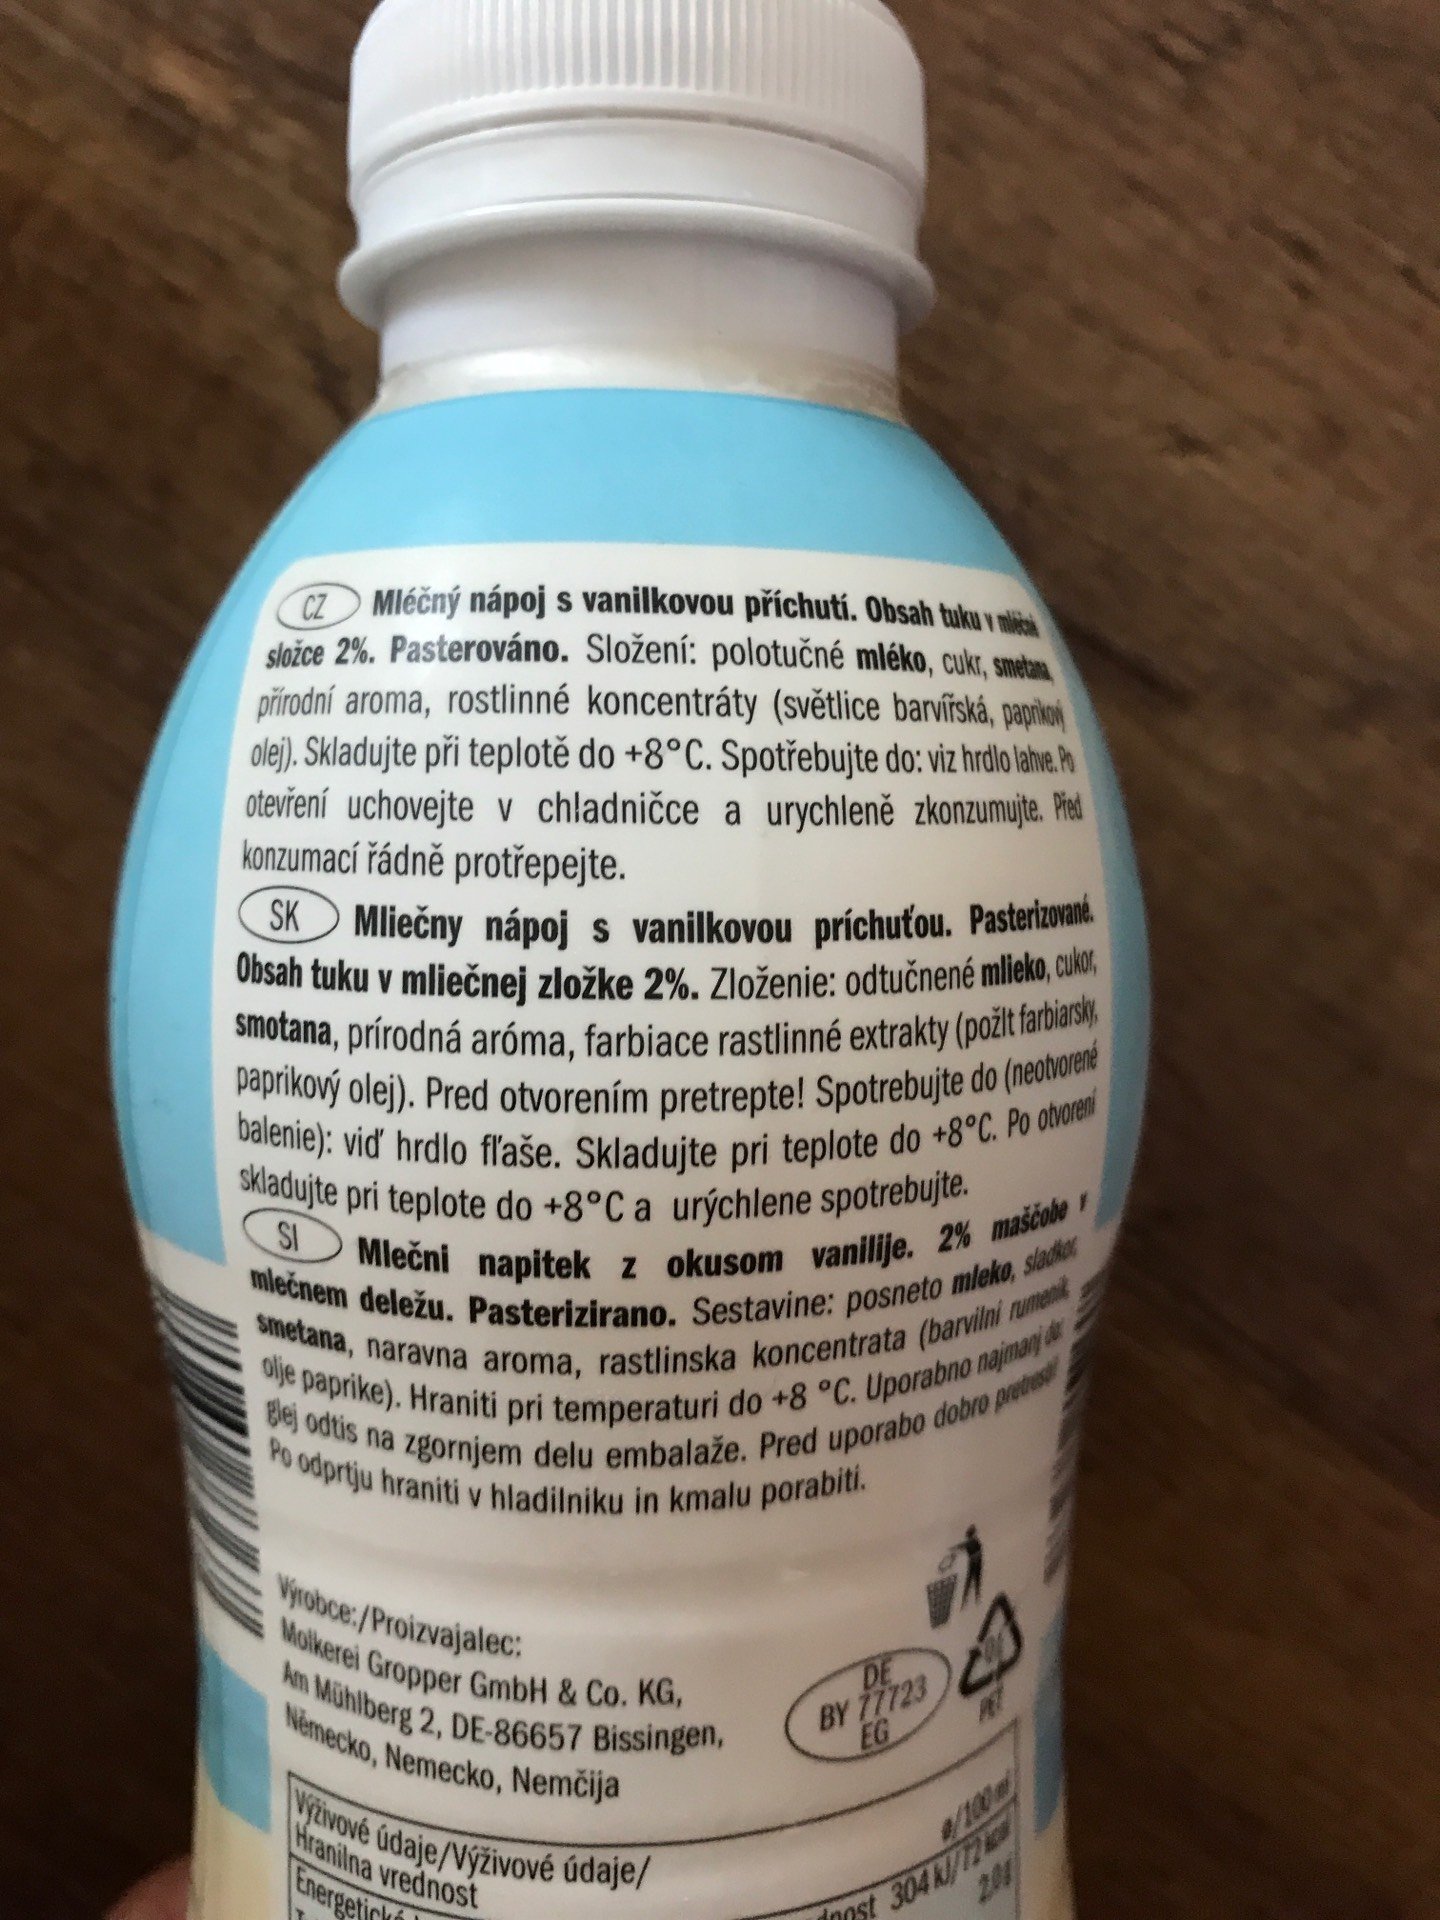 CZ Mléčný nápoj s vanilkovou příchutí. Obsah tuku v mléčné
složce 2%. Pasterováno. Složení: polotučné mléko, cukr, smetana,
přírodní aroma, rostlinné koncentráty (světlice barvířská, paprikový
olej). Skladujte při teplotě do +8°C. Spotřebujte do: viz hrdlo lahve. Po
otevření uchovejte v chladničce a urychleně zkonzumujte. Před
konzumací řádně protřepejte.
SK Mliečny nápoj s vanilkovou príchuťou. Pasterizované.
Obsah tuku v mliečnej zložke 2%. Zloženie: odtučnené mlieko, cukor,
smotana, prírodná aróma, farbiace rastlinné extrakty (požlt farbiarsky,
paprikový olej). Pred otvorením pretrepte! Spotrebujte do (neotvorené
balenie): viď hrdlo fľaše. Skladujte pri teplote do +8°C. Po otvorení
skladujte pri teplote do +8°C a urýchlene spotrebujte.
SI Mlečni napitek z okusom vanilije. 2% maščobe v
mlečnem deležu. Pasterizirano. Sestavine: posneto mleko, sladkor,
smetana, naravna aroma, rastlinska koncentrata (barvilni rumenik,
olje paprike). Hraniti pri temperaturi do +8 °C. Uporabno najmanj do:
glej odtis na zgornjem delu embalaže. Pred uporabo dobro pretresti!
Po odprtju hraniti v hladilniku in kmalu porabiti.
Výrobce:/Proizvajalec:
Molkerei Gropper GmbH & Co. KG,
Am Mühlberg 2, DE-86657 Bissingen,
Německo, Nemecko, Nemčija
DE
BY 77723
EG
PET
Výživové údaje/Výživové údaje/
Hranilna vrednost
ø/100 ml
Energetická
304 kJ/72 kcal
2,0 g